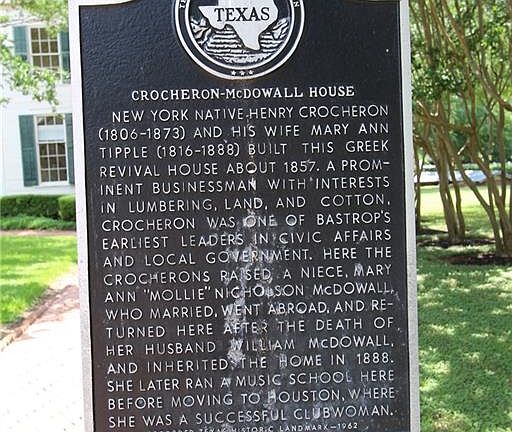 TEXAS
CROCHERON-McDOWALL HOUSE
NEW YORK NATIVE HENRY CROCHERON
(1806-1873) AND HIS WIFE MARY ANN
TIPPLE (1816-1888) BUILT THIS GREEK
REVIVAL HOUSE ABOUT 1857. A PROM-
INENT BUSINESSMAN WITH INTERESTS
IN LUMBERING, LAND, AND COTTON,
CROCHERON WAS ONE OF BASTROP'S
EARLIEST LEADERS IN CIVIC AFFAIRS
AND LOCAL GOVERNMENT. HERE THE
CROCHERONS RAISED A NIECE, MARY
ANN "MOLLIE" NICHOLSON McDOWALL,
WHO MARRIED, WENT ABROAD, AND RE-
TURNED HERE AFTER THE DEATH OF
HER HUSBAND WILLIAM McDOWALL,
AND INHERITED THE HOME IN 1888.
SHE LATER RAN A MUSIC SCHOOL HERE
BEFORE MOVING TO HOUSTON, WHERE
SHE WAS A SUCCESSFUL CLUBWOMAN.
TEXAS HISTORIC LANDMARK-1962